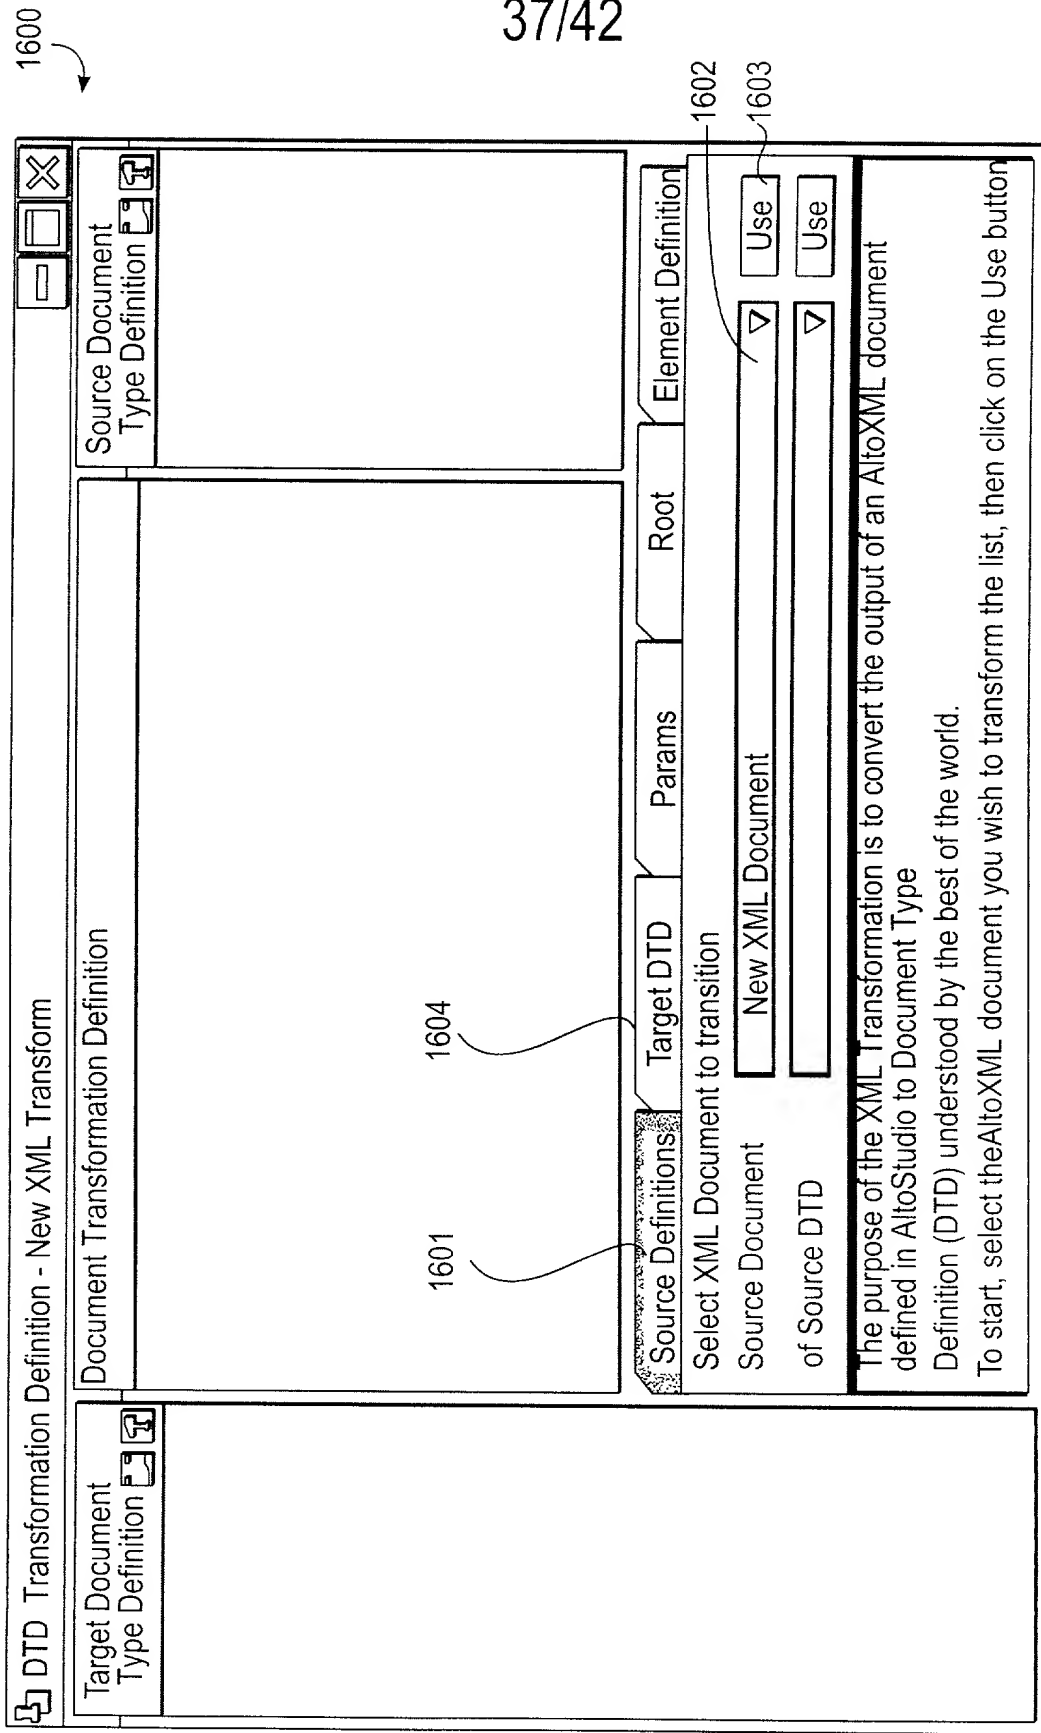 37/42
1600
DTD Transformation Definition - New XML Transform
Target Document
Type Definition
Document Transformation Definition
Source Document
Type Definition
1601
1604
1602
1603
Source Definitions
Target DTD
Params
Root
Element Definition
Select XML Document to transition
Source Document
New XML Document
Use
of Source DTD
Use
The purpose of the XML Transformation is to convert the output of an AltoXML document
defined in AltoStudio to Document Type
Definition (DTD) understood by the best of the world.
To start, select theAltoXML document you wish to transform the list, then click on the Use button